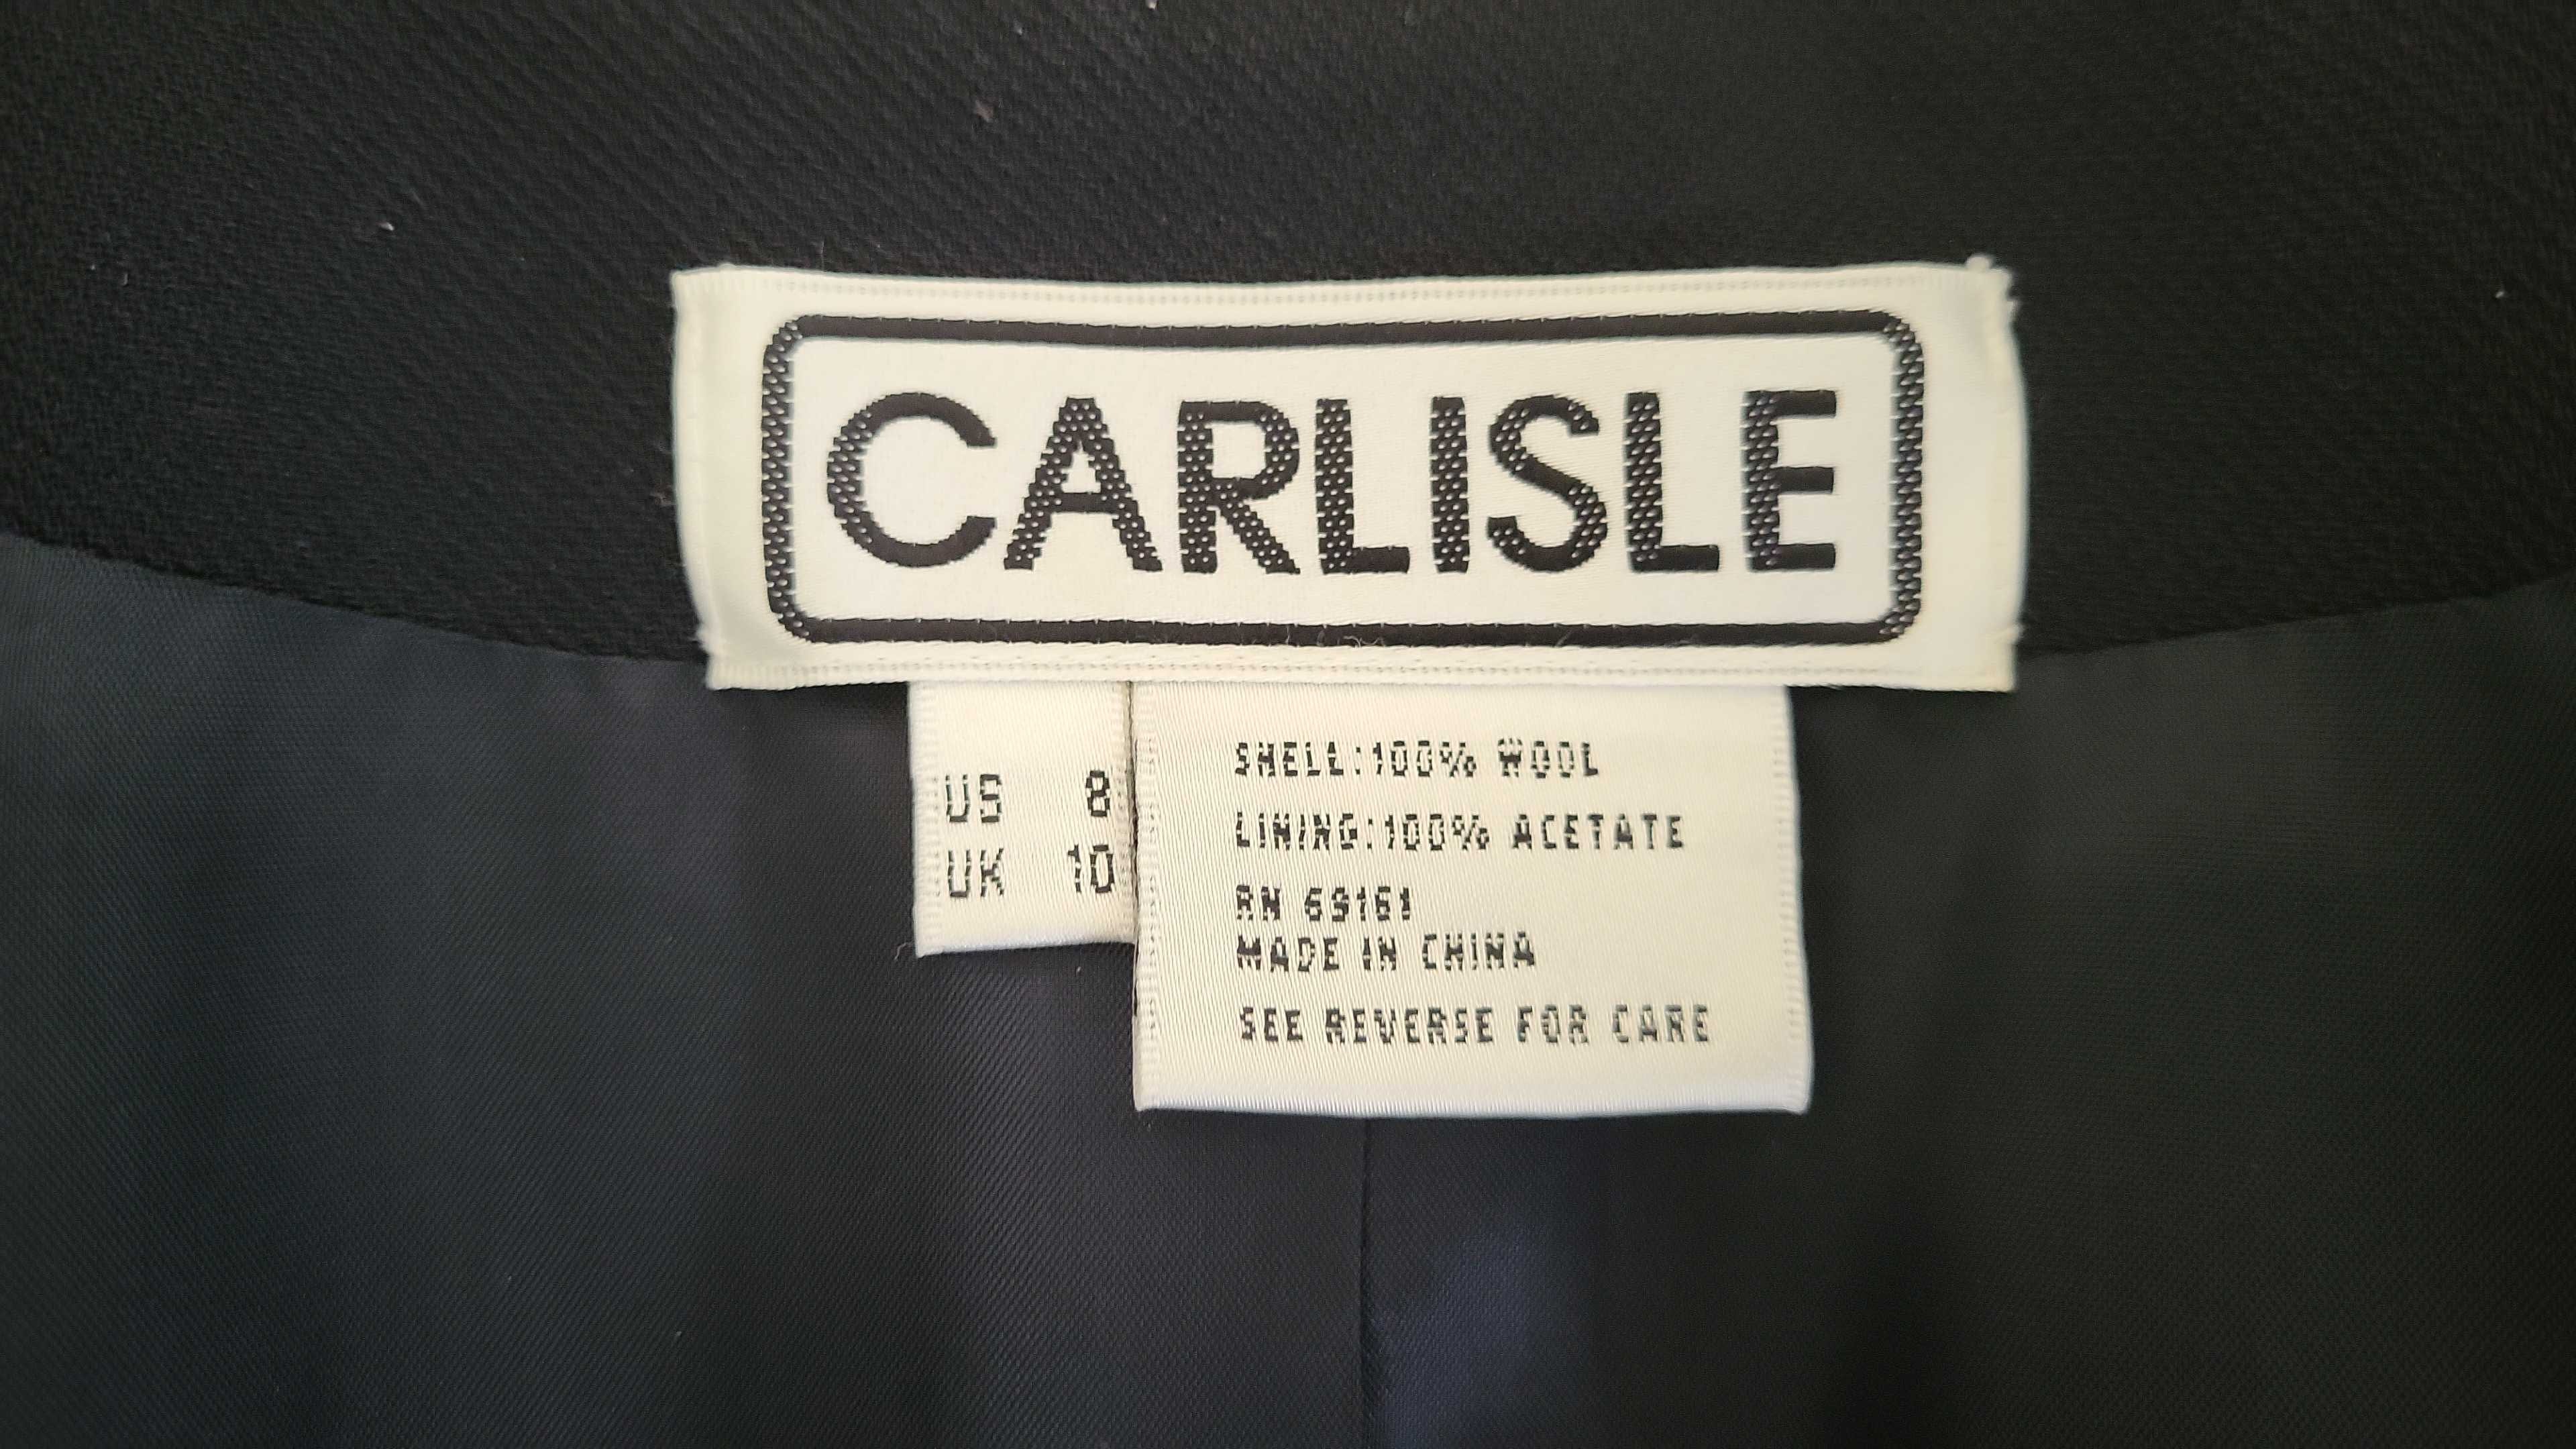 CARLISLE
US 8
UK 10
SHELL:100% WOOL
LINING:100% ACETATE
RN 69161
MADE IN CHINA
SEE REVERSE FOR CARE